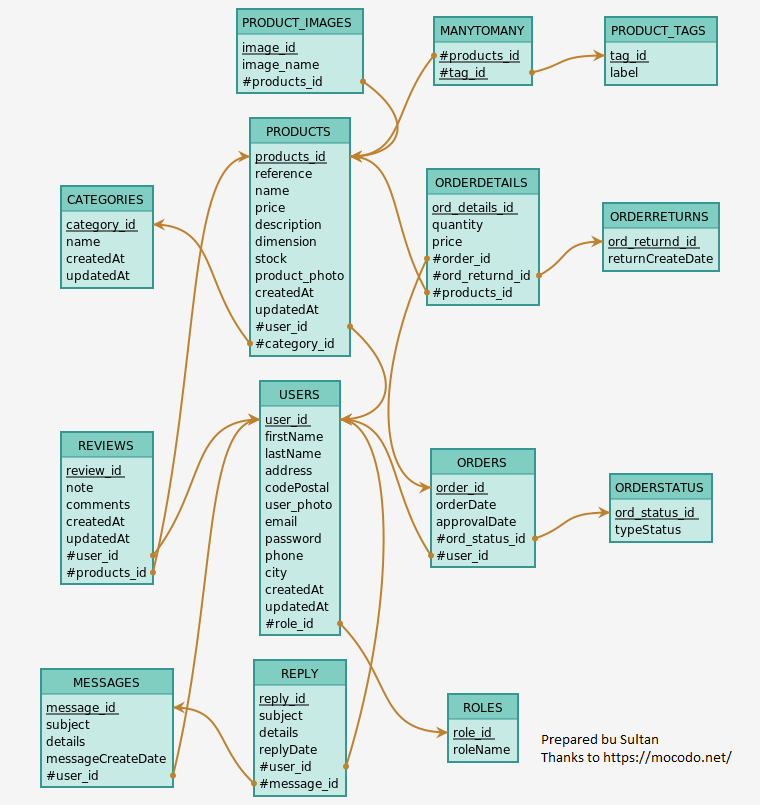 PRODUCT_IMAGES
image_id
image_name
#products_id
MANYTOMANY
#products_id
#tag_id
PRODUCT_TAGS
tag_id
label
PRODUCTS
products_id
reference
name
price
description
dimension
stock
product_photo
createdAt
updatedAt
#user_id
#category_id
CATEGORIES
category_id
name
createdAt
updatedAt
ORDERDETAILS
ord_details_id
quantity
price
#order_id
#ord_returnd_id
#products_id
ORDERRETURNS
ord_returnd_id
returnCreateDate
USERS
user_id
firstName
lastName
address
codePostal
user_photo
email
password
phone
city
createdAt
updatedAt
#role_id
REVIEWS
review_id
note
comments
createdAt
updatedAt
#user_id
#products_id
ORDERS
order_id
orderDate
approvalDate
#ord_status_id
#user_id
ORDERSTATUS
ord_status_id
typeStatus
MESSAGES
message_id
subject
details
messageCreateDate
#user_id
REPLY
reply_id
subject
details
replyDate
#user_id
#message_id
ROLES
role_id
roleName
Prepared by Sultan
Thanks to https://mocodo.net/